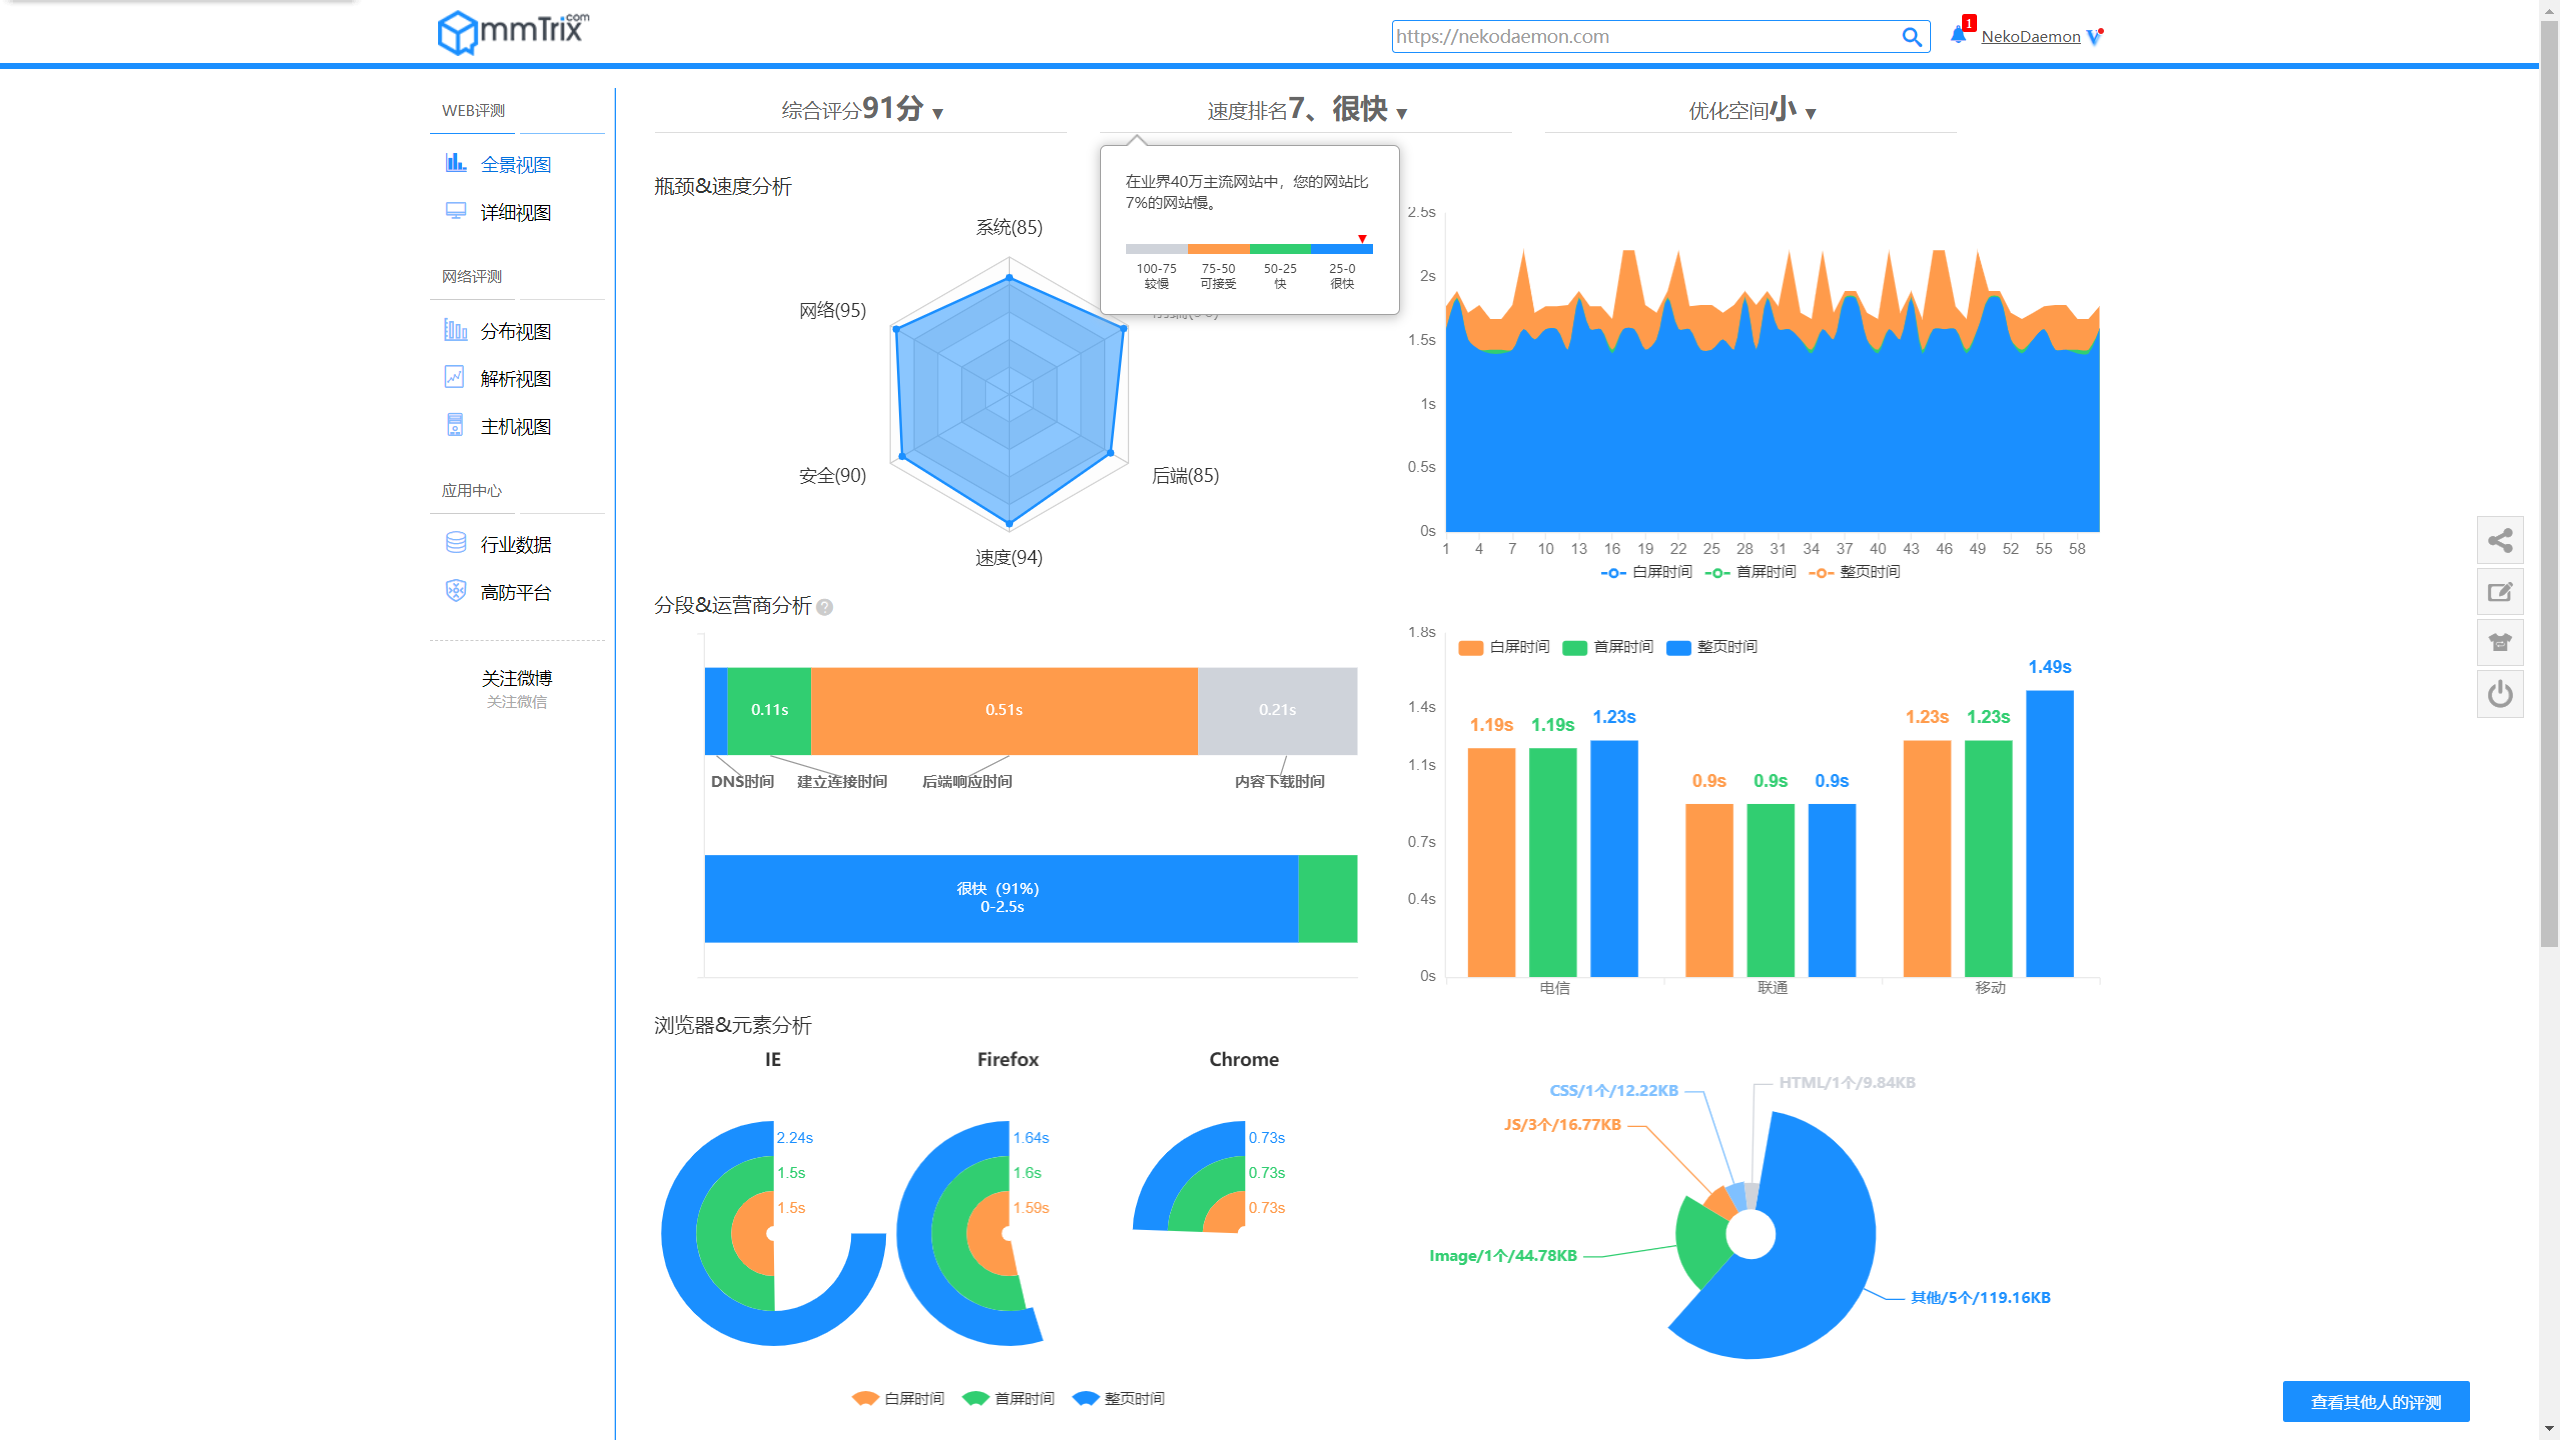 mmTrix.com
https://nekodaemon.com
1
NekoDaemon
WEB评测
全景视图
详细视图
网络评测
分布视图
解析视图
主机视图
应用中心
行业数据
高防平台
关注微博
关注微信
综合评分91分 ▼
速度排名7、很快 ▼
优化空间小 ▼
在业界40万主流网站中，您的网站比
7%的网站慢。
100-75 75-50 50-25 25-0
较慢 可接受 快 很快
瓶颈&速度分析
系统(85)
网络(95)
安全(90)
速度(94)
后端(85)
2.5s
2s
1.5s
1s
0.5s
0s
1 4 7 10 13 16 19 22 25 28 31 34 37 40 43 46 49 52 55 58
白屏时间 首屏时间 整页时间
分段&运营商分析 ?
0.11s 0.51s 0.21s
DNS时间 建立连接时间 后端响应时间 内容下载时间
很快（91%）
0-2.5s
1.8s
1.4s
1.1s
0.7s
0.4s
0s
白屏时间 首屏时间 整页时间
1.19s 1.19s 1.23s
0.9s 0.9s 0.9s
1.23s 1.23s 1.49s
电信 联通 移动
浏览器&元素分析
IE
2.24s
1.5s
1.5s
Firefox
1.64s
1.6s
1.59s
Chrome
0.73s
0.73s
0.73s
白屏时间 首屏时间 整页时间
HTML/1个/9.84KB
CSS/1个/12.22KB
JS/3个/16.77KB
Image/1个/44.78KB
其他/5个/119.16KB
查看其他人的评测